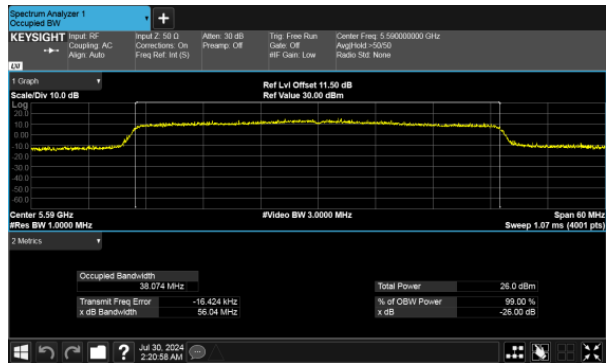 Spectrum Analyzer 1
Occupied BW
+
KEYSIGHT
Input: RF
Coupling: AC
Align: Auto
Input Z: 50 Ω
Corrections: On
Freq Ref: Int (S)
Atten: 30 dB
Preamp: Off
Trig: Free Run
Gate: Off
#IF Gain: Low
Center Freq: 5.590000000 GHz
Avg|Hold:>50/50
Radio Std: None
1 Graph
Scale/Div 10.0 dB
Ref Lvl Offset 11.50 dB
Ref Value 30.00 dBm
Log
20.0
10.0
0.00
-10.0
-20.0
-30.0
-40.0
-50.0
-60.0
Center 5.59 GHz
#Res BW 1.0000 MHz
#Video BW 3.0000 MHz
Span 60 MHz
Sweep 1.07 ms (4001 pts)
2 Metrics
Occupied Bandwidth
38.074 MHz
Transmit Freq Error -16.424 kHz
x dB Bandwidth 56.04 MHz
Total Power 26.0 dBm
% of OBW Power 99.00 %
x dB -26.00 dB
?
Jul 30, 2024
2:20:58 AM